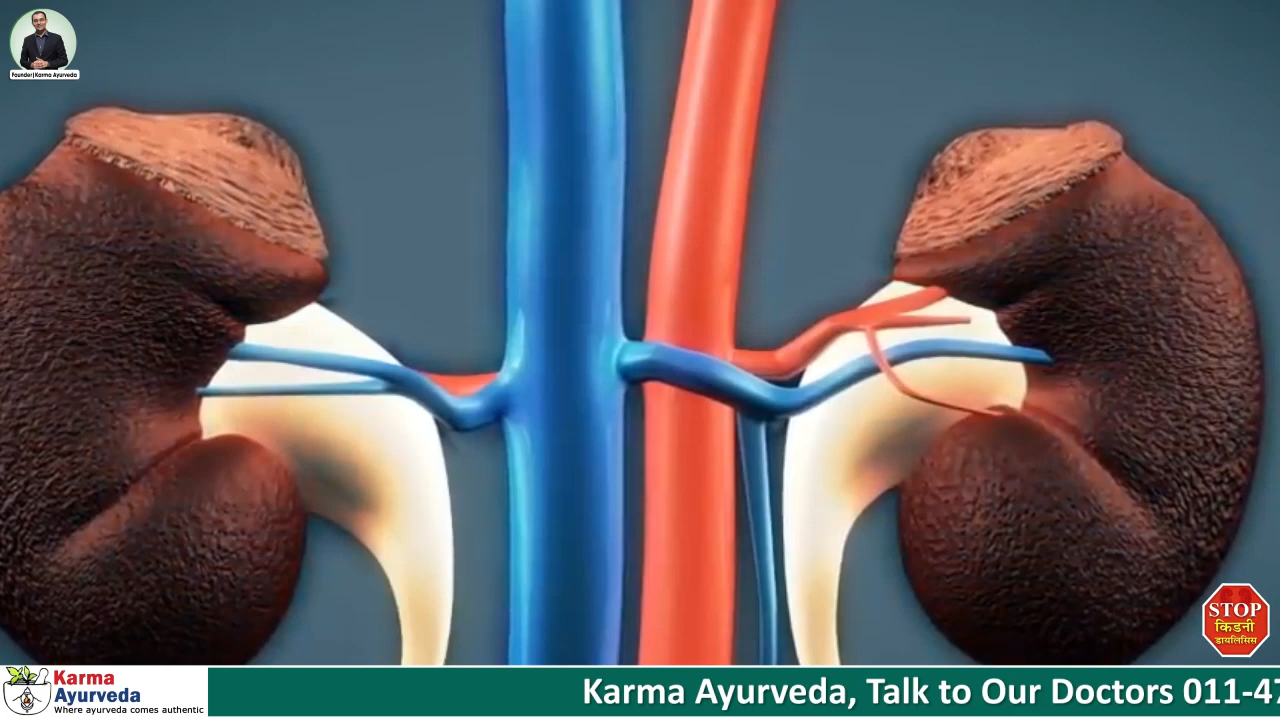 Founder|Karma Ayurveda
STOP
किडनी
डायलिसिस
Karma
Ayurveda
Where ayurveda comes authentic
Karma Ayurveda, Talk to Our Doctors 011-47